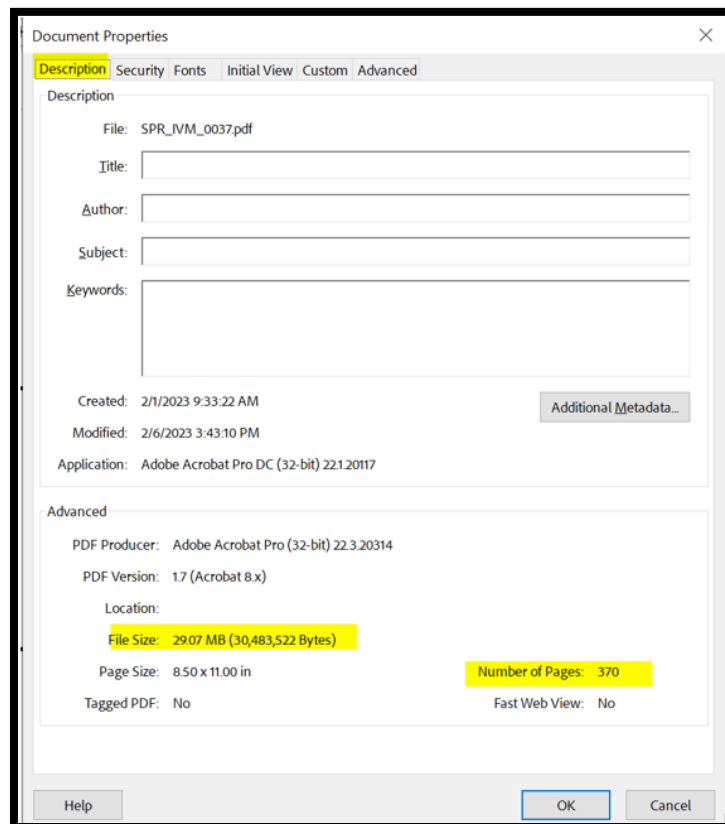 Document Properties
Description Security Fonts Initial View Custom Advanced
Description
File: SPR_IVM_0037.pdf
Title:
Author:
Subject:
Keywords:
Created: 2/1/2023 9:33:22 AM
Additional Metadata...
Modified: 2/6/2023 3:43:10 PM
Application: Adobe Acrobat Pro DC (32-bit) 22.1.20117
Advanced
PDF Producer: Adobe Acrobat Pro (32-bit) 22.3.20314
PDF Version: 1.7 (Acrobat 8.x)
Location:
File Size: 29.07 MB (30,483,522 Bytes)
Page Size: 8.50 x 11.00 in Number of Pages: 370
Tagged PDF: No Fast Web View: No
Help OK Cancel